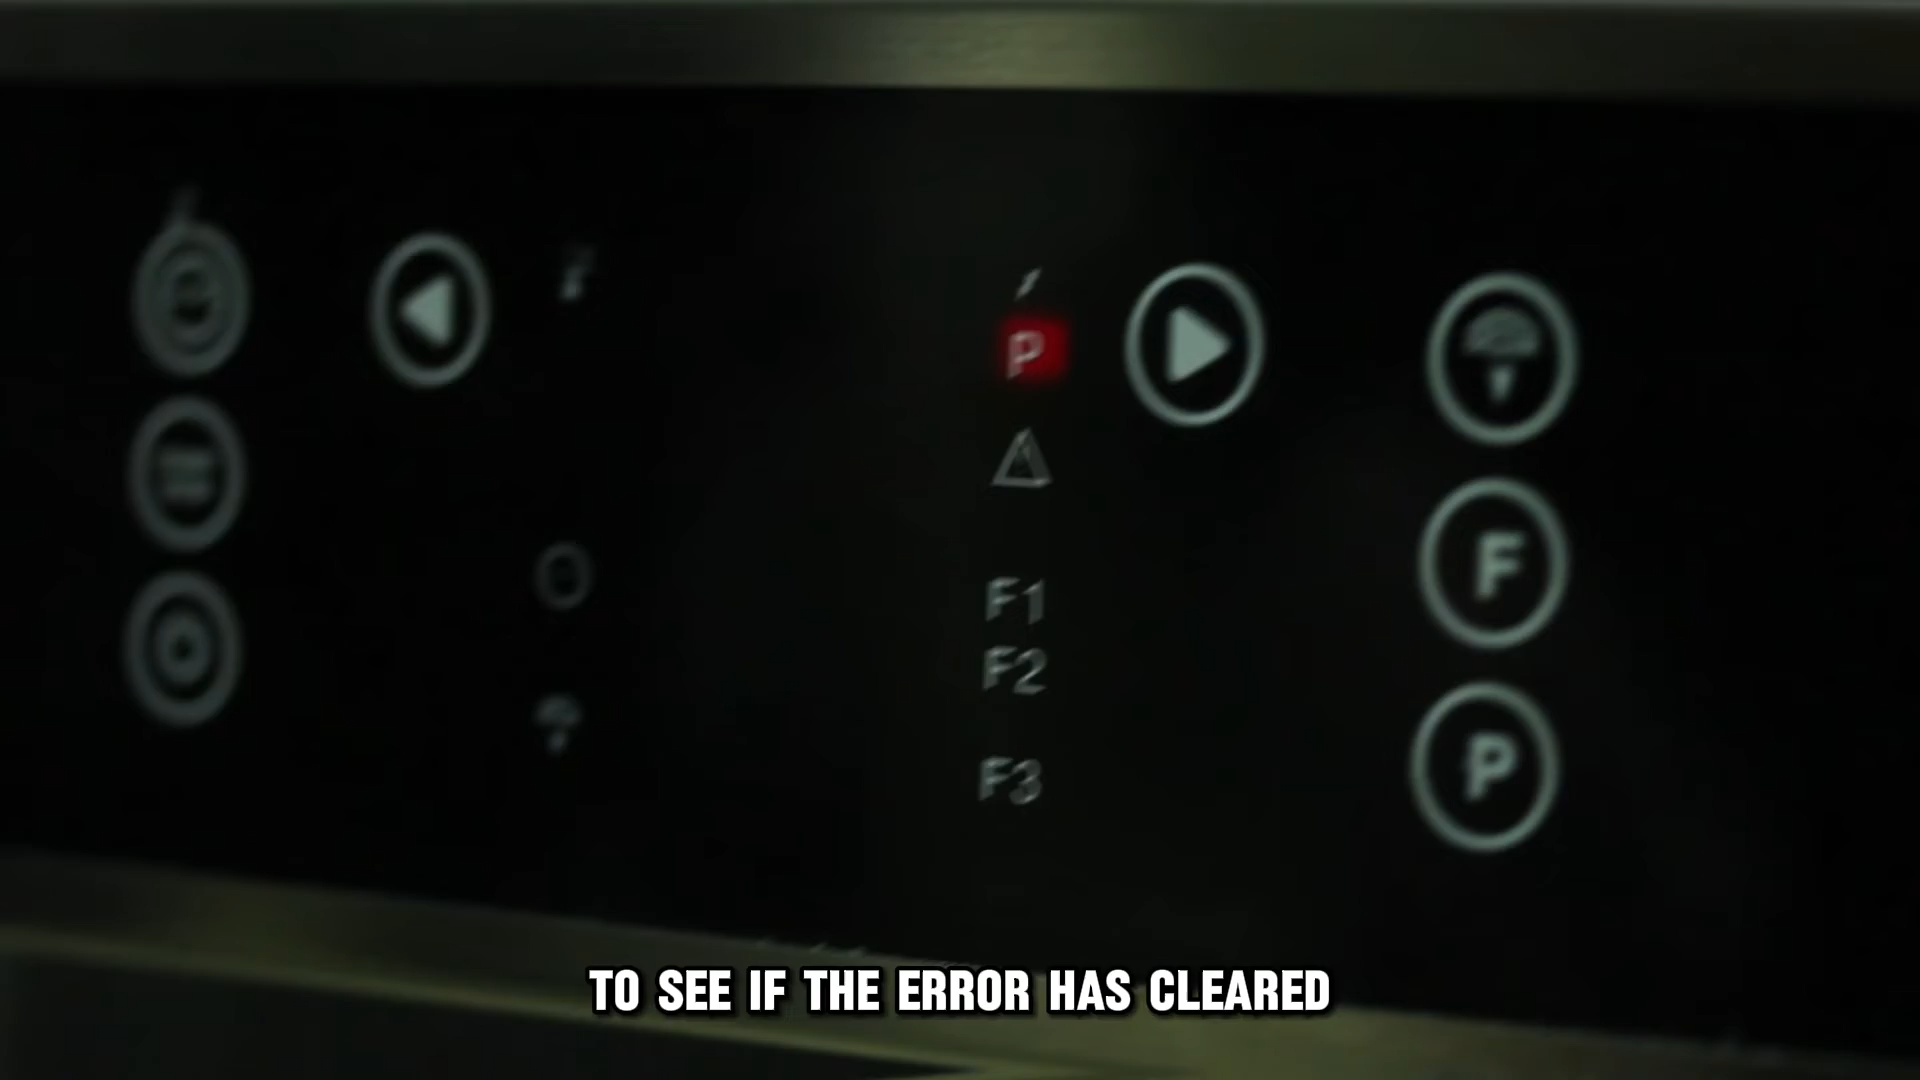 P
F1
F2
F3
F
P
TO SEE IF THE ERROR HAS CLEARED